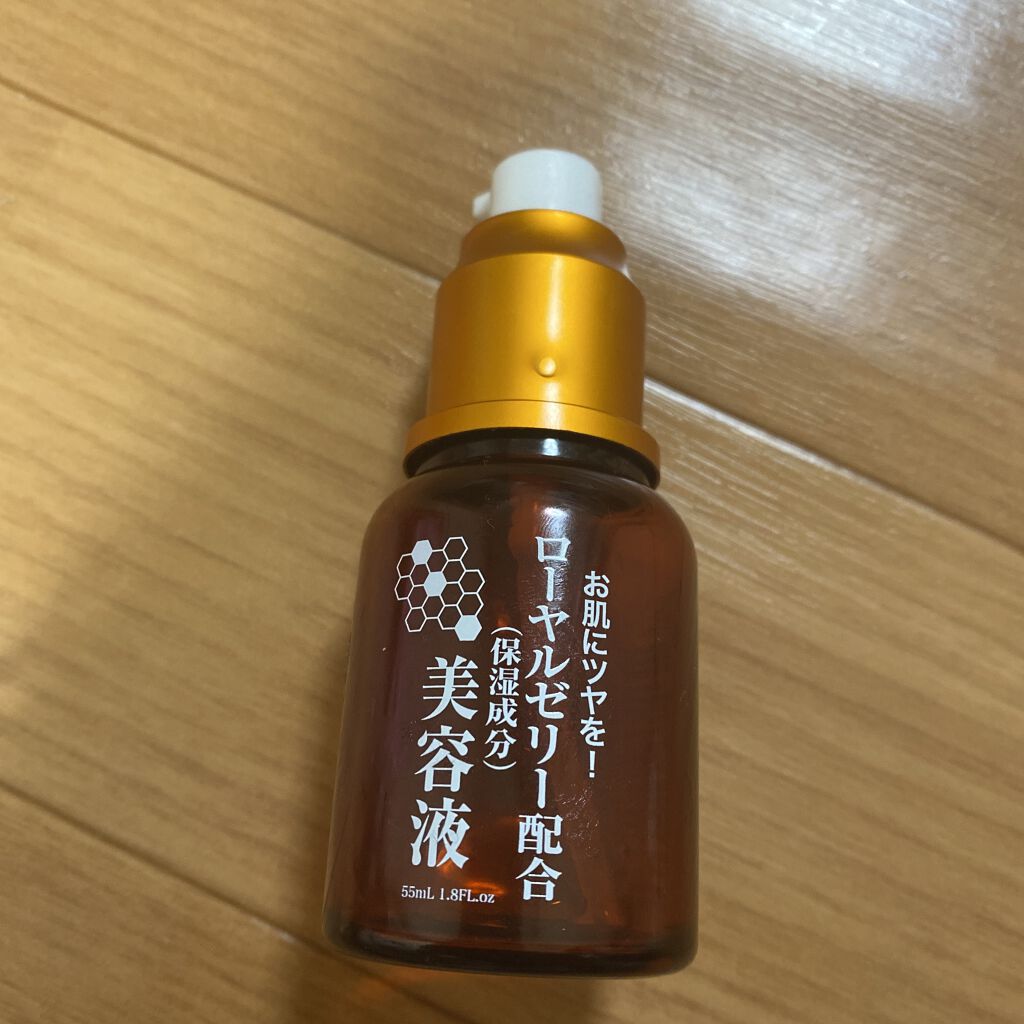 お肌にツヤを!
ローヤルゼリー配合
(保湿成分)
美容液
55mL 1.8FL.oz